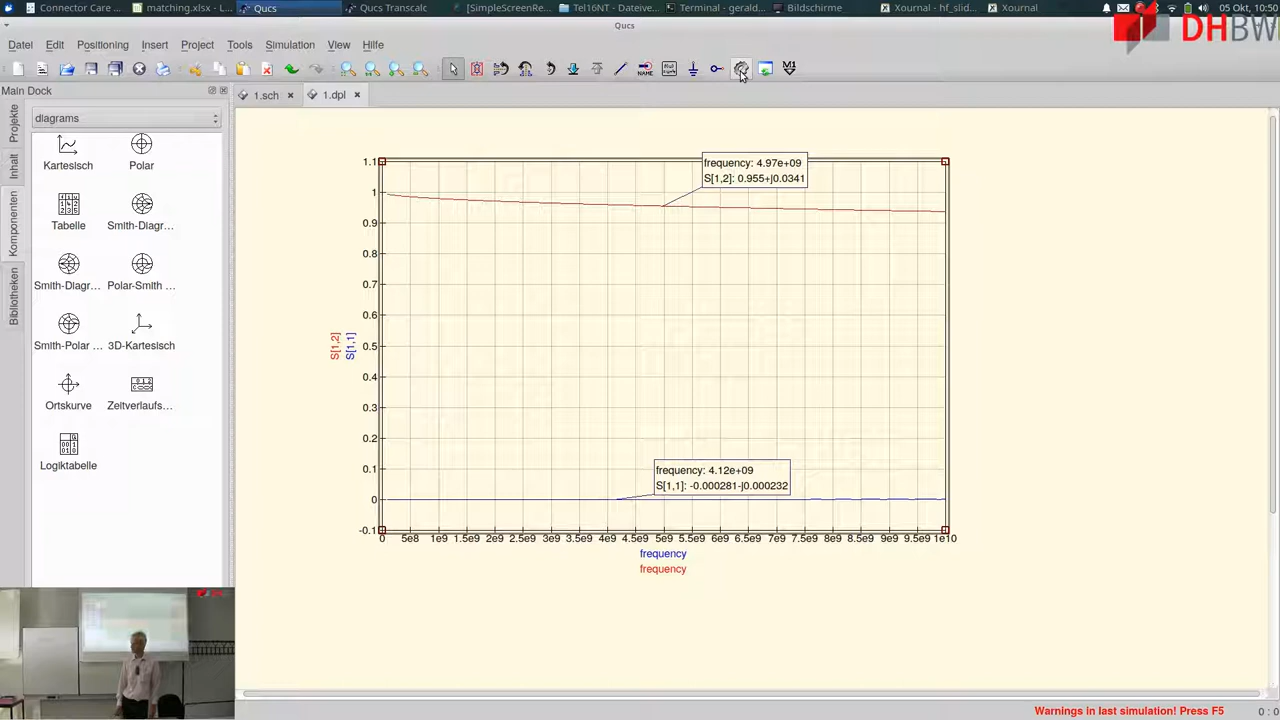 Connector Care ...
matching.xlsx - L...
Qucs
Qucs Transcalc
[SimpleScreenRe...
Tel16NT - Dateive...
Terminal - gerald...
Bildschirme
Xournal - hf_slid...
Xournal
05 Okt, 10:50
Qucs
DHBW
Datei Edit Positioning Insert Project Tools Simulation View Hilfe
NAME
M1
Main Dock
1.sch
1.dpl
Projekte
Inhalt
Komponenten
Bibliotheken
diagrams
Kartesisch
Polar
Tabelle
Smith-Diagr...
Smith-Diagr...
Polar-Smith ...
Smith-Polar ...
3D-Kartesisch
Ortskurve
Zeitverlaufs...
Logiktabelle
frequency: 4.97e+09
S[1,2]: 0.955+j0.0341
1.1
1
0.9
0.8
0.7
0.6
0.5
0.4
0.3
0.2
0.1
0
-0.1
S[1,2]
S[1,1]
frequency: 4.12e+09
S[1,1]: -0.000281-j0.000232
0 5e8 1e9 1.5e9 2e9 2.5e9 3e9 3.5e9 4e9 4.5e9 5e9 5.5e9 6e9 6.5e9 7e9 7.5e9 8e9 8.5e9 9e9 9.5e9 1e10
frequency
frequency
Warnings in last simulation! Press F5
0 : 0